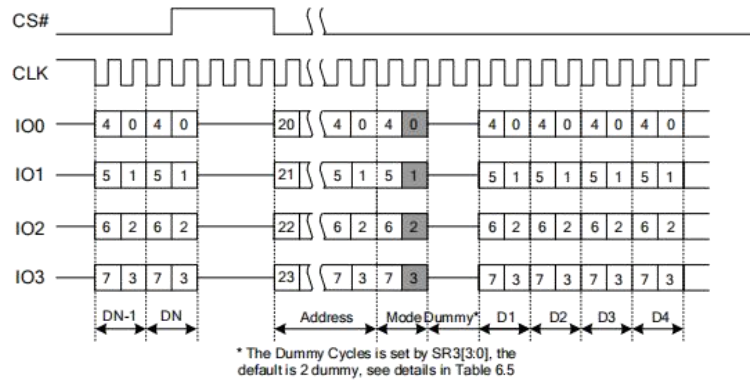 CS#
CLK
IO0 4 0 4 0 20 4 0 4 0 4 0 4 0 4 0 4 0
IO1 5 1 5 1 21 5 1 5 1 5 1 5 1 5 1 5 1
IO2 6 2 6 2 22 6 2 6 2 6 2 6 2 6 2 6 2
IO3 7 3 7 3 23 7 3 7 3 7 3 7 3 7 3 7 3
DN-1 DN Address Mode Dummy* D1 D2 D3 D4
* The Dummy Cycles is set by SR3[3:0], the
default is 2 dummy, see details in Table 6.5